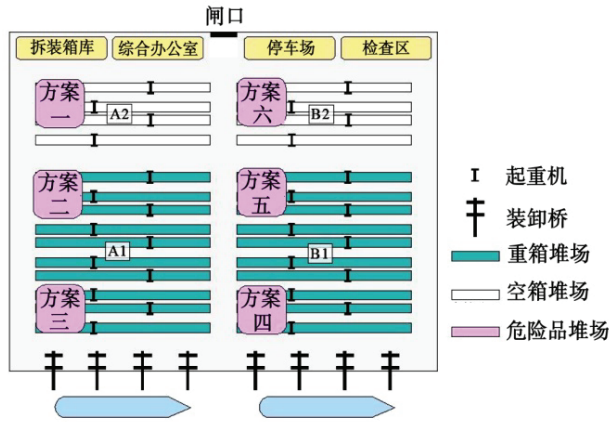 闸口
拆装箱库 综合办公室 停车场 检查区
方案一
A2
方案六
B2
方案二
方案五
A1
B1
方案三
方案四
起重机
装卸桥
重箱堆场
空箱堆场
危险品堆场